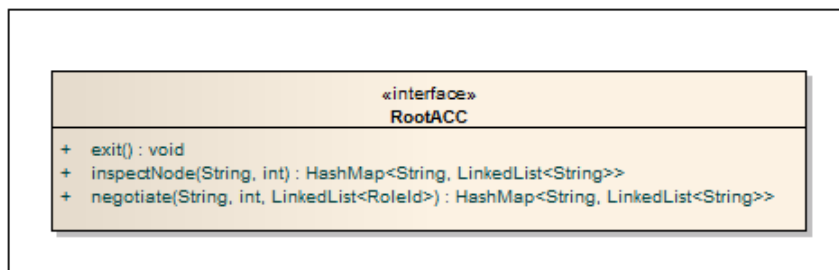 «interface»
RootACC
+ exit() : void
+ inspectNode(String, int) : HashMap<String, LinkedList<String>>
+ negotiate(String, int, LinkedList<RoleId>) : HashMap<String, LinkedList<String>>